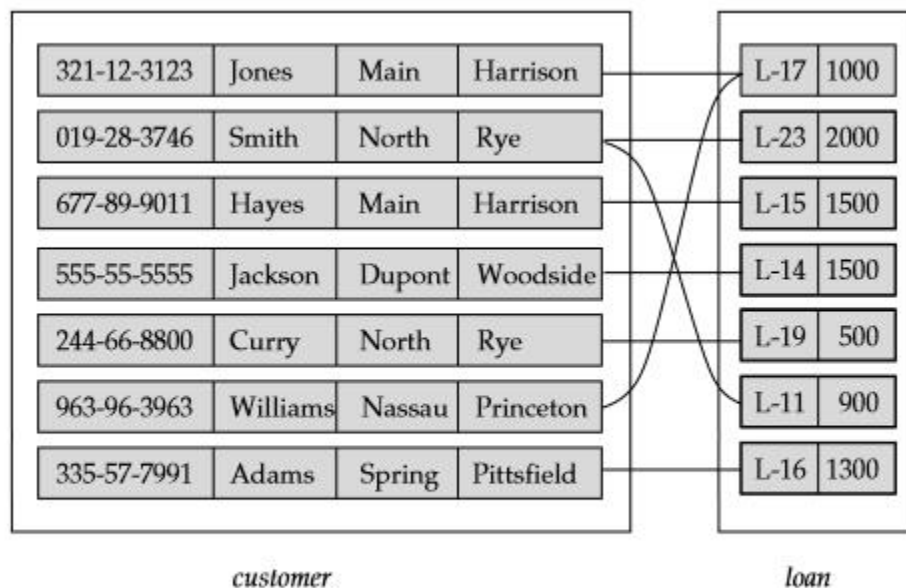 321-12-3123 Jones Main Harrison L-17 1000
019-28-3746 Smith North Rye L-23 2000
677-89-9011 Hayes Main Harrison L-15 1500
555-55-5555 Jackson Dupont Woodside L-14 1500
244-66-8800 Curry North Rye L-19 500
963-96-3963 Williams Nassau Princeton L-11 900
335-57-7991 Adams Spring Pittsfield L-16 1300
customer loan